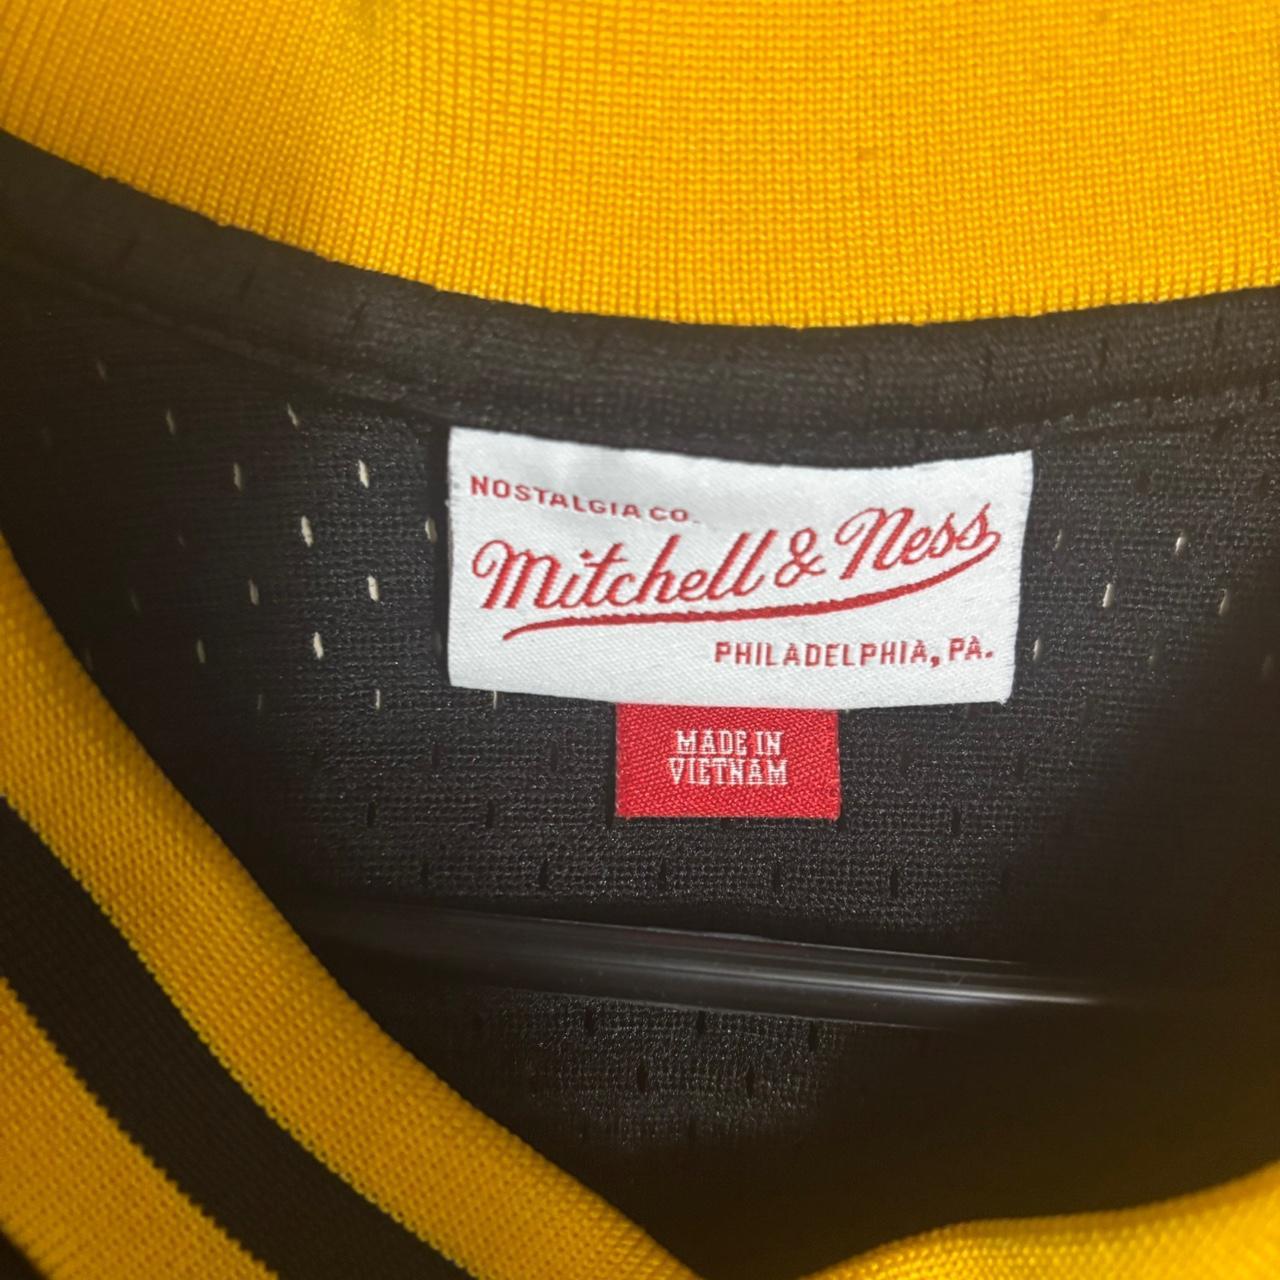 NOSTALGIA CO.
Mitchell & Ness
PHILADELPHIA, PA.
MADE IN
VIETNAM